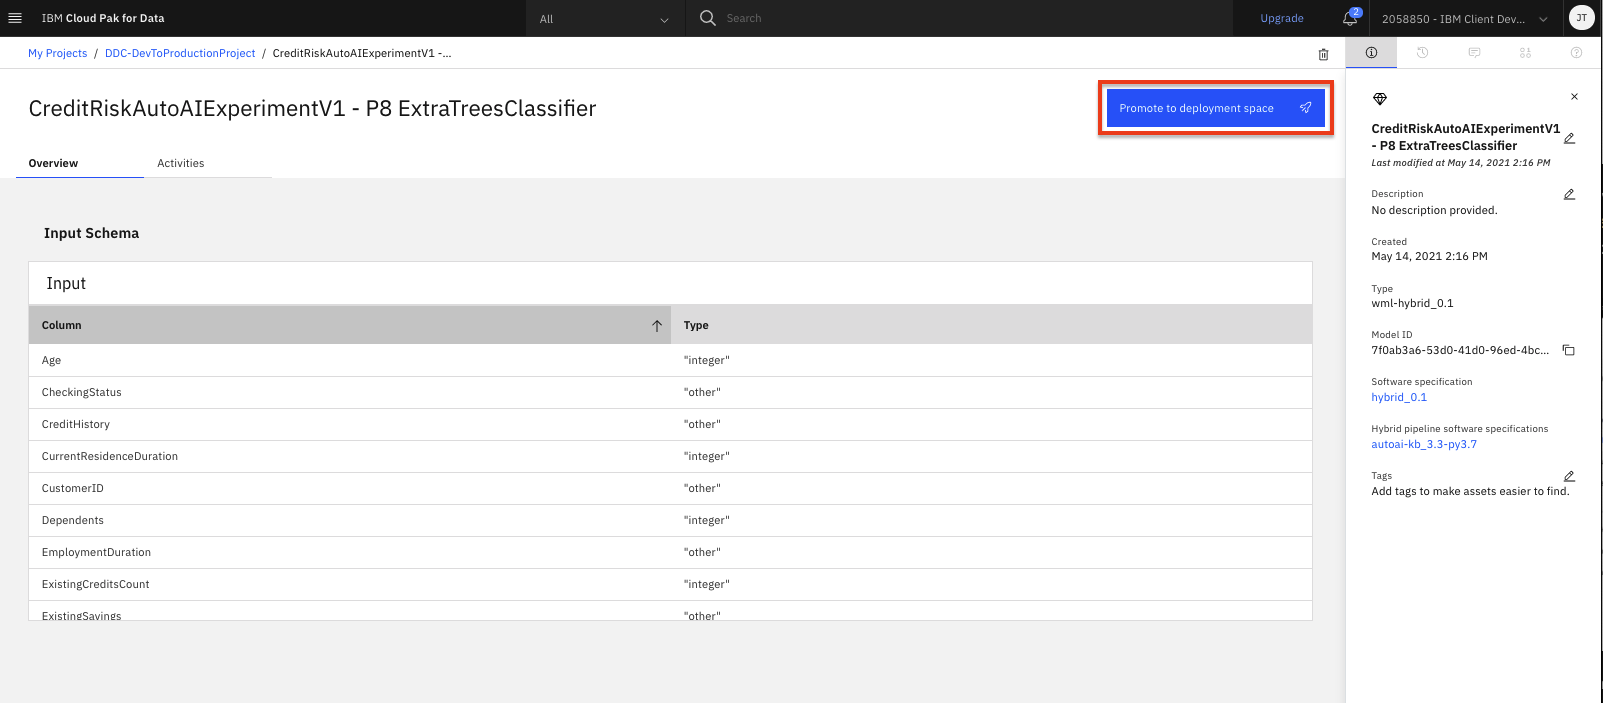 IBM Cloud Pak for Data
All
Search
Upgrade
2
2058850 - IBM Client Dev...
JT
My Projects / DDC-DevToProductionProject / CreditRiskAutoAIExperimentV1 -...
CreditRiskAutoAIExperimentV1 - P8 ExtraTreesClassifier
Promote to deployment space
Overview
Activities
Input Schema
Input
Column Type
Age "integer"
CheckingStatus "other"
CreditHistory "other"
CurrentResidenceDuration "integer"
CustomerID "other"
Dependents "integer"
EmploymentDuration "other"
ExistingCreditsCount "integer"
ExistingSavings "other"
CreditRiskAutoAIExperimentV1
- P8 ExtraTreesClassifier
Last modified at May 14, 2021 2:16 PM
Description
No description provided.
Created
May 14, 2021 2:16 PM
Type
wml-hybrid_0.1
Model ID
7f0ab3a6-53d0-41d0-96ed-4bc...
Software specification
hybrid_0.1
Hybrid pipeline software specifications
autoai-kb_3.3-py3.7
Tags
Add tags to make assets easier to find.